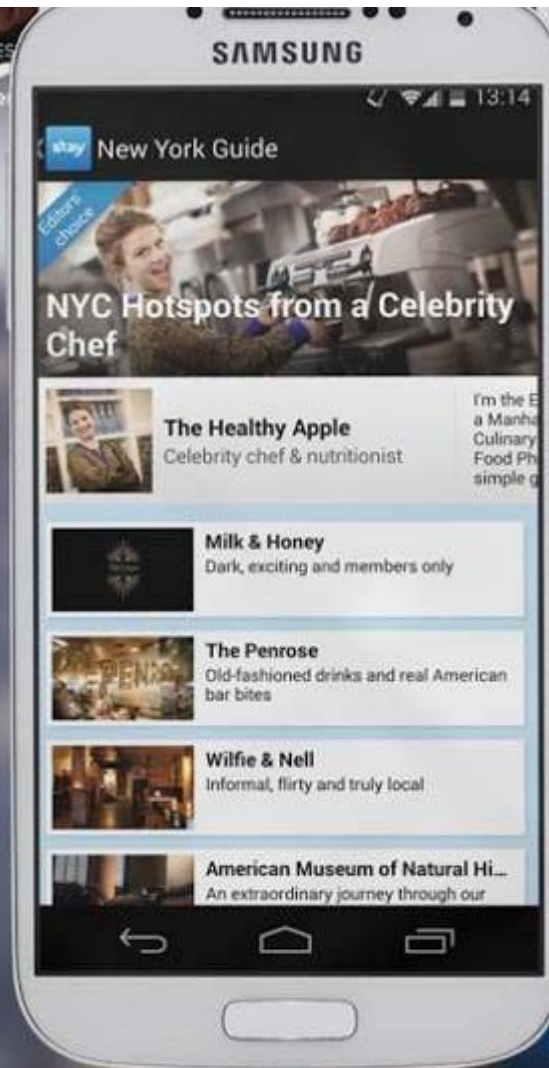 SAMSUNG
13:14
stay New York Guide
Editors
choice
NYC Hotspots from a Celebrity
Chef
The Healthy Apple
Celebrity chef & nutritionist
I'm the E
a Manha
Culinary
Food Ph
simple g
Milk & Honey
Dark, exciting and members only
PENRO
The Penrose
Old-fashioned drinks and real American
bar bites
Wilfie & Nell
Informal, flirty and truly local
American Museum of Natural Hi...
An extraordinary journey through our